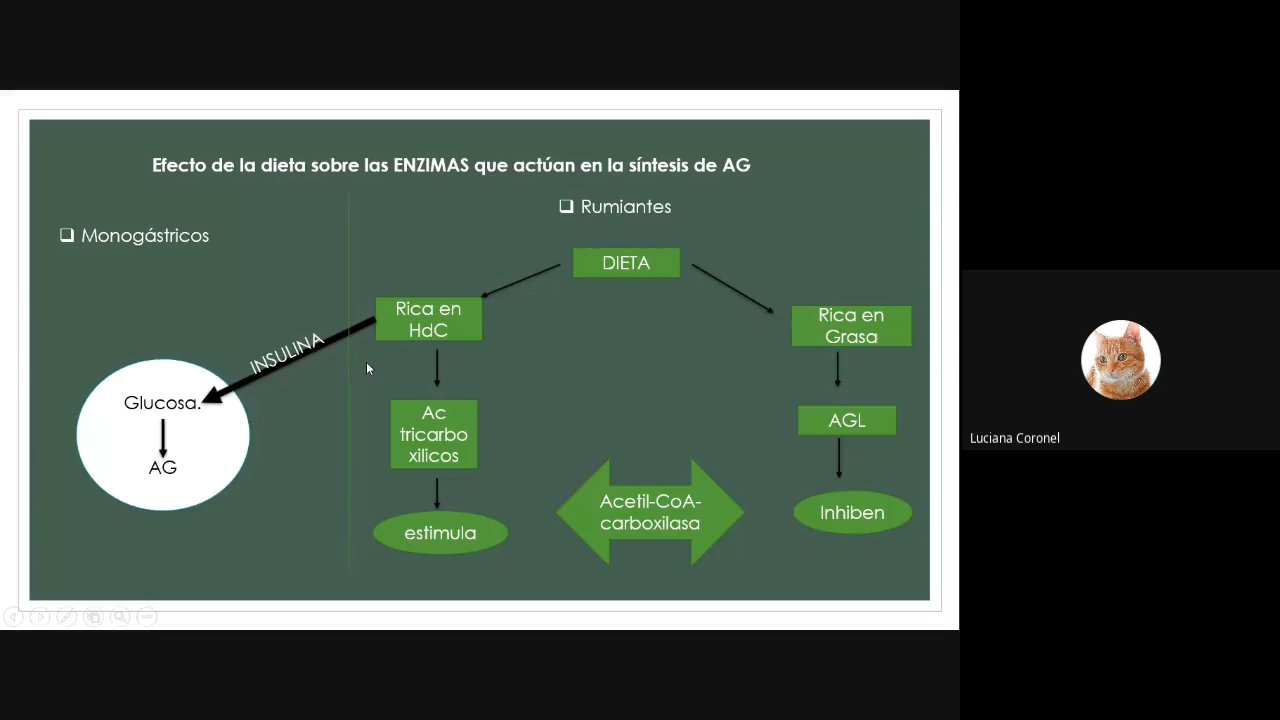 Efecto de la dieta sobre las ENZIMAS que actúan en la síntesis de AG
Monogástricos
INSULINA
Glucosa.
AG
Rumiantes
DIETA
Rica en
HdC
Ac
tricarbo
xilicos
estimula
Acetil-CoA-
carboxilasa
Rica en
Grasa
AGL
Inhiben
Luciana Coronel